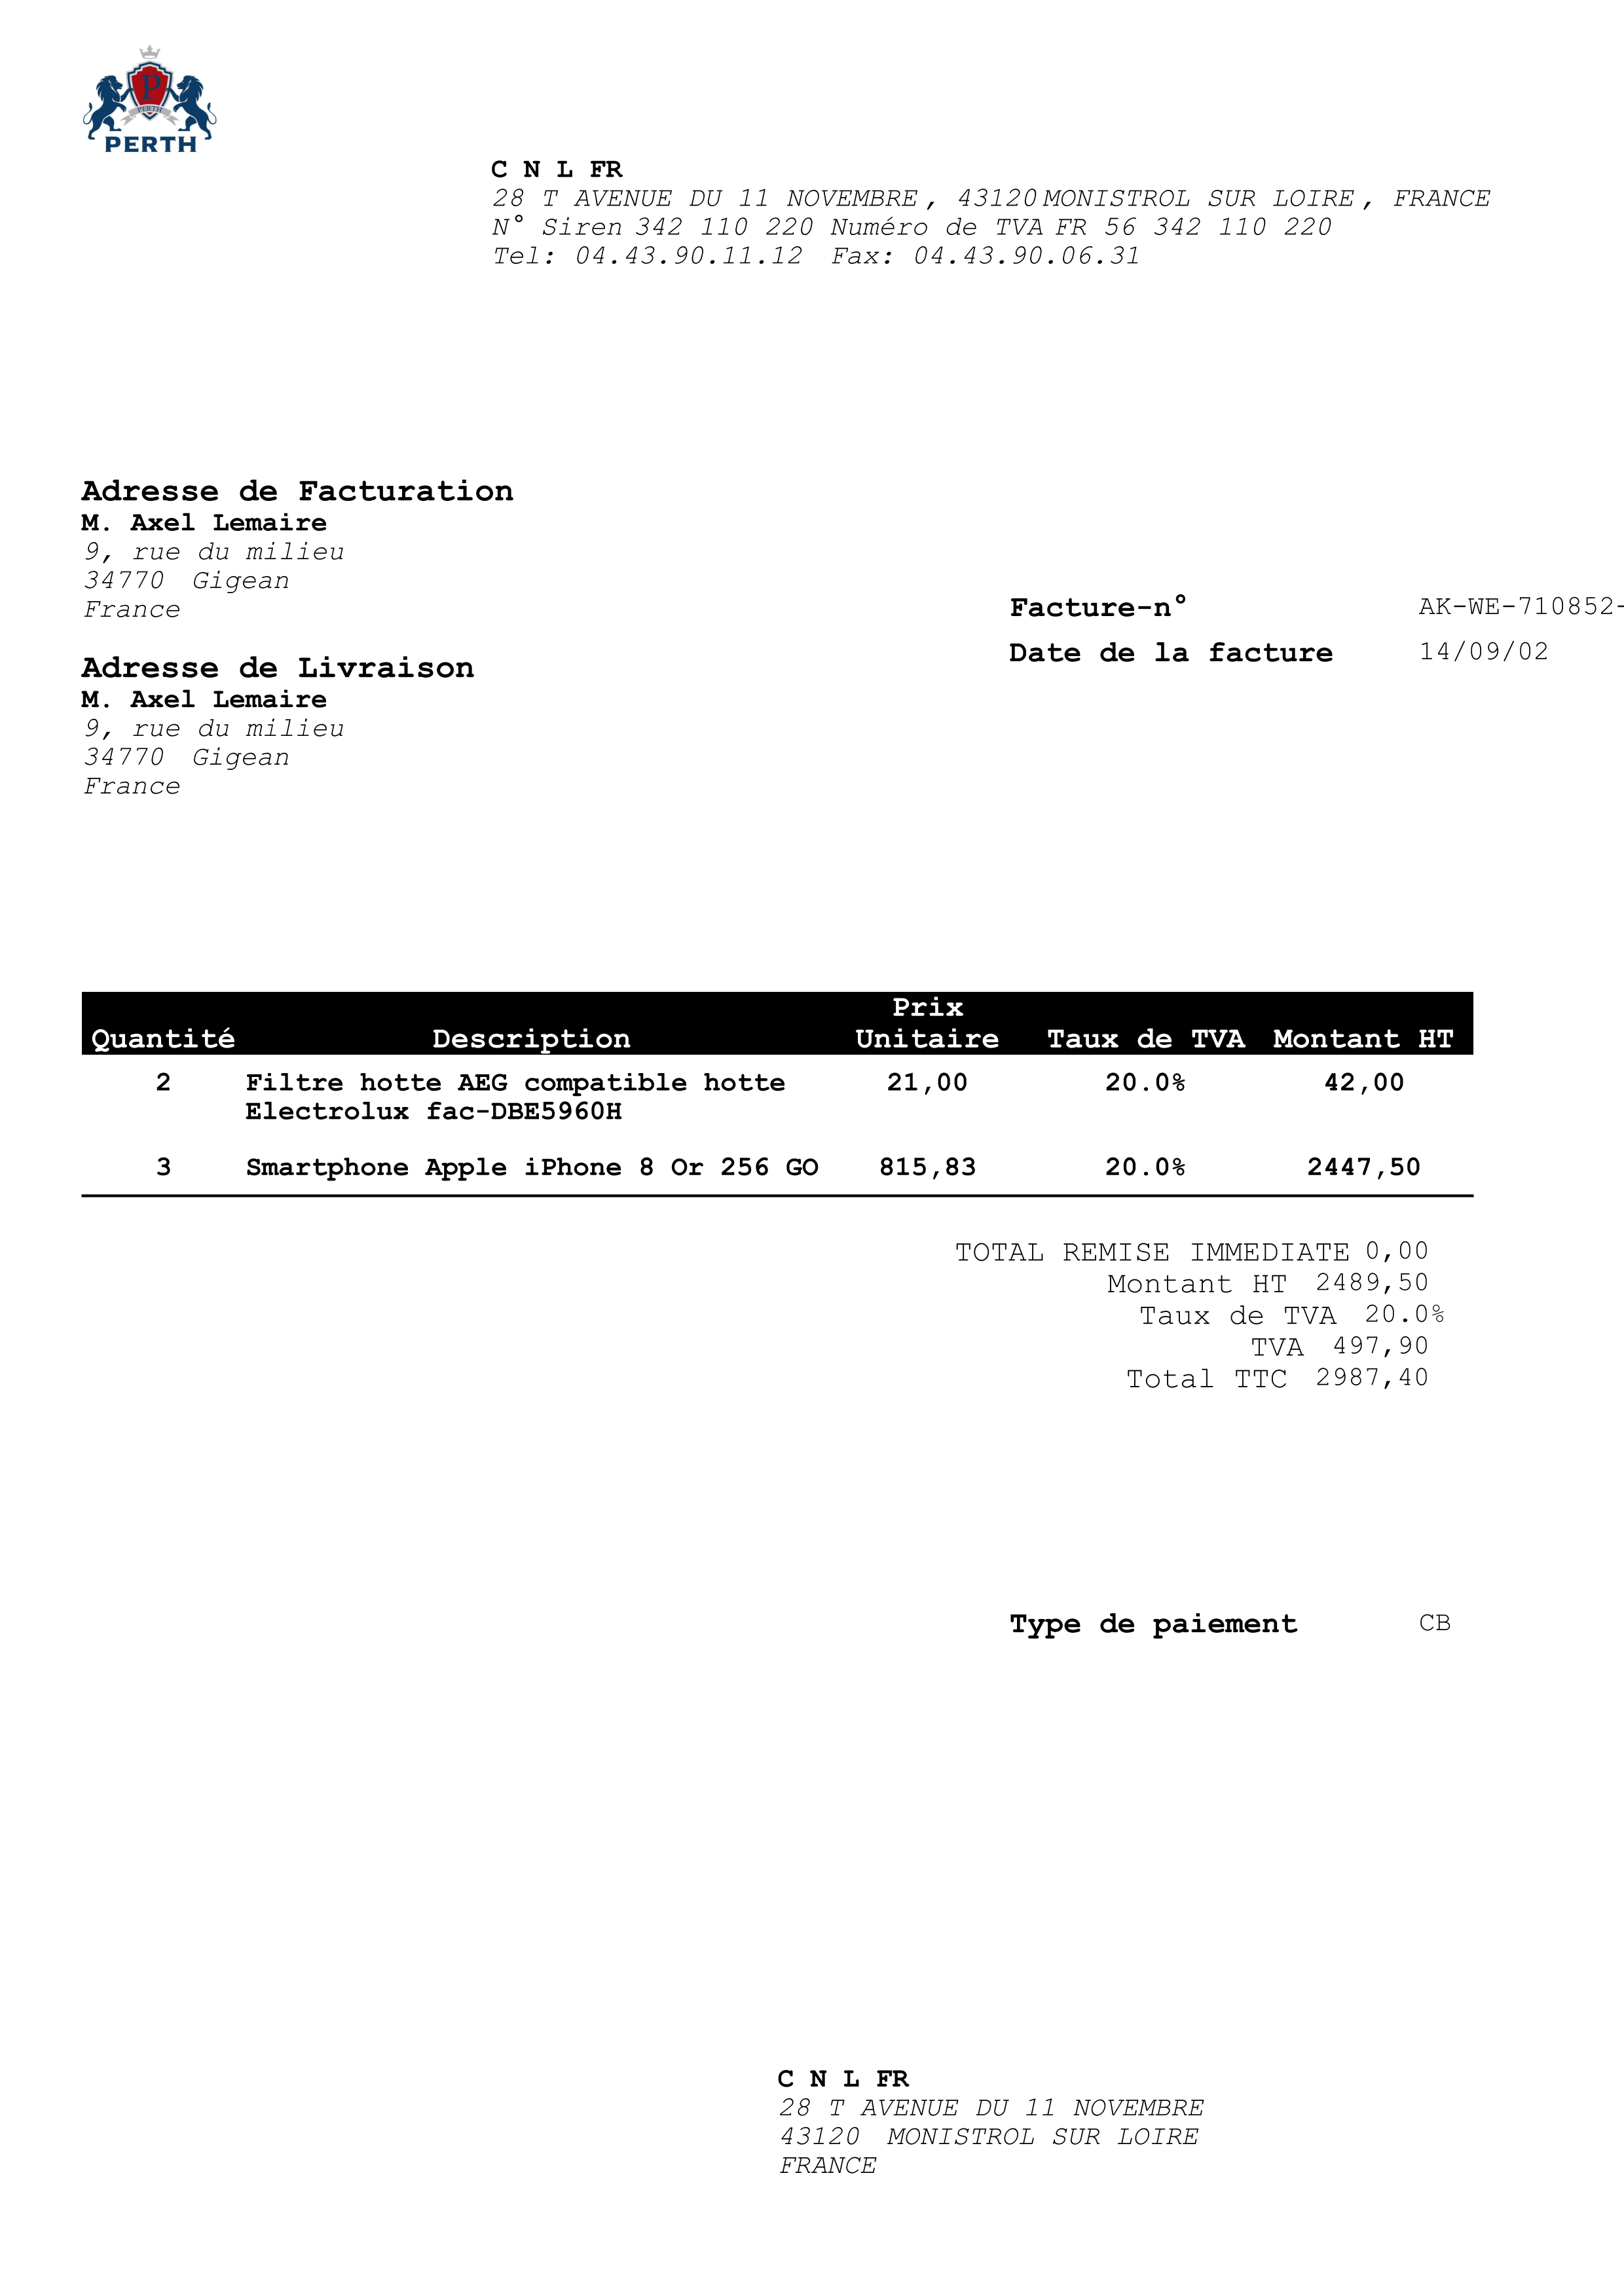 P
PERTH
PERTH
C N L FR
28 T AVENUE DU 11 NOVEMBRE, 43120 MONISTROL SUR LOIRE, FRANCE
N° Siren 342 110 220 Numéro de TVA FR 56 342 110 220
Tel: 04.43.90.11.12 Fax: 04.43.90.06.31
Adresse de Facturation
M. Axel Lemaire
9, rue du milieu
34770 Gigean
France
Facture-n° AK-WE-710852-
Date de la facture 14/09/02
Adresse de Livraison
M. Axel Lemaire
9, rue du milieu
34770 Gigean
France
Quantité Description Prix Unitaire Taux de TVA Montant HT
2 Filtre hotte AEG compatible hotte 21,00 20.0% 42,00
Electrolux fac-DBE5960H
3 Smartphone Apple iPhone 8 Or 256 GO 815,83 20.0% 2447,50
TOTAL REMISE IMMEDIATE 0,00
Montant HT 2489,50
Taux de TVA 20.0%
TVA 497,90
Total TTC 2987,40
Type de paiement CB
C N L FR
28 T AVENUE DU 11 NOVEMBRE
43120 MONISTROL SUR LOIRE
FRANCE